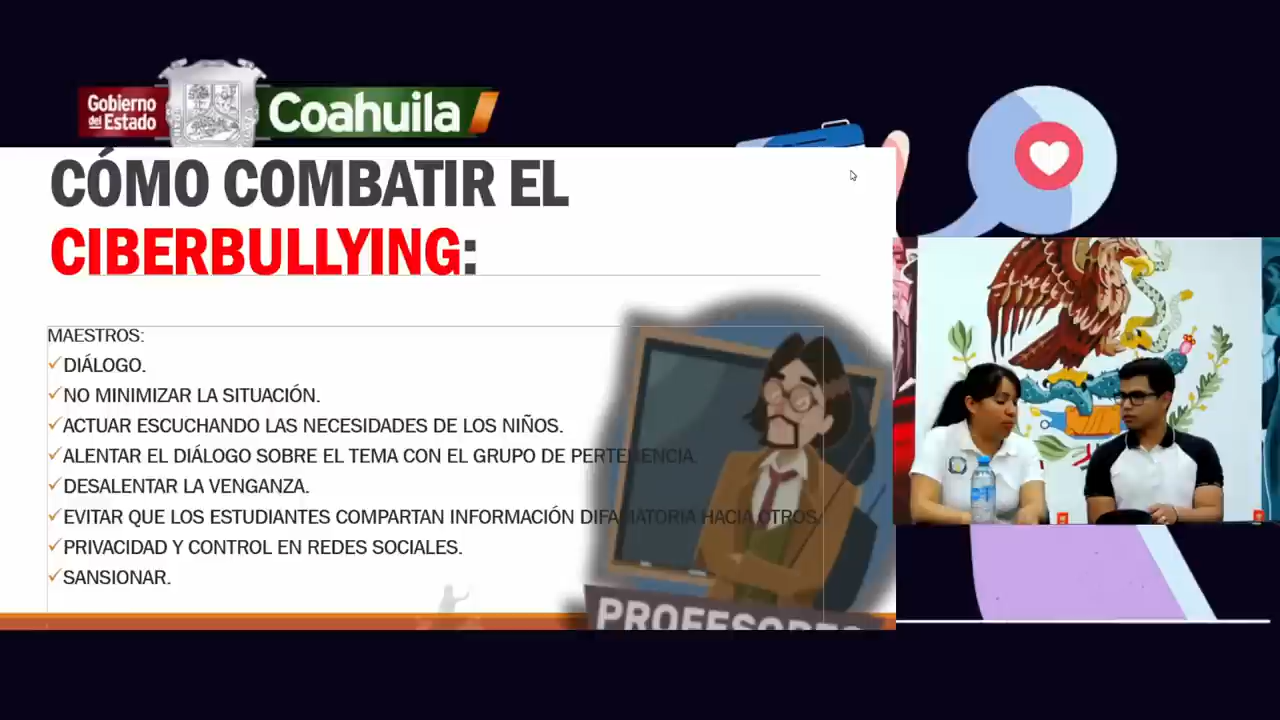 Gobierno
del Estado
Coahuila
CÓMO COMBATIR EL
CIBERBULLYING:
MAESTROS:
DIÁLOGO.
NO MINIMIZAR LA SITUACIÓN.
ACTUAR ESCUCHANDO LAS NECESIDADES DE LOS NIÑOS.
ALENTAR EL DIÁLOGO SOBRE EL TEMA CON EL GRUPO DE PERTENENCIA.
DESALENTAR LA VENGANZA.
EVITAR QUE LOS ESTUDIANTES COMPARTAN INFORMACIÓN DIFAMATORIA HACIA OTROS.
PRIVACIDAD Y CONTROL EN REDES SOCIALES.
SANSIONAR.
PROFESORES